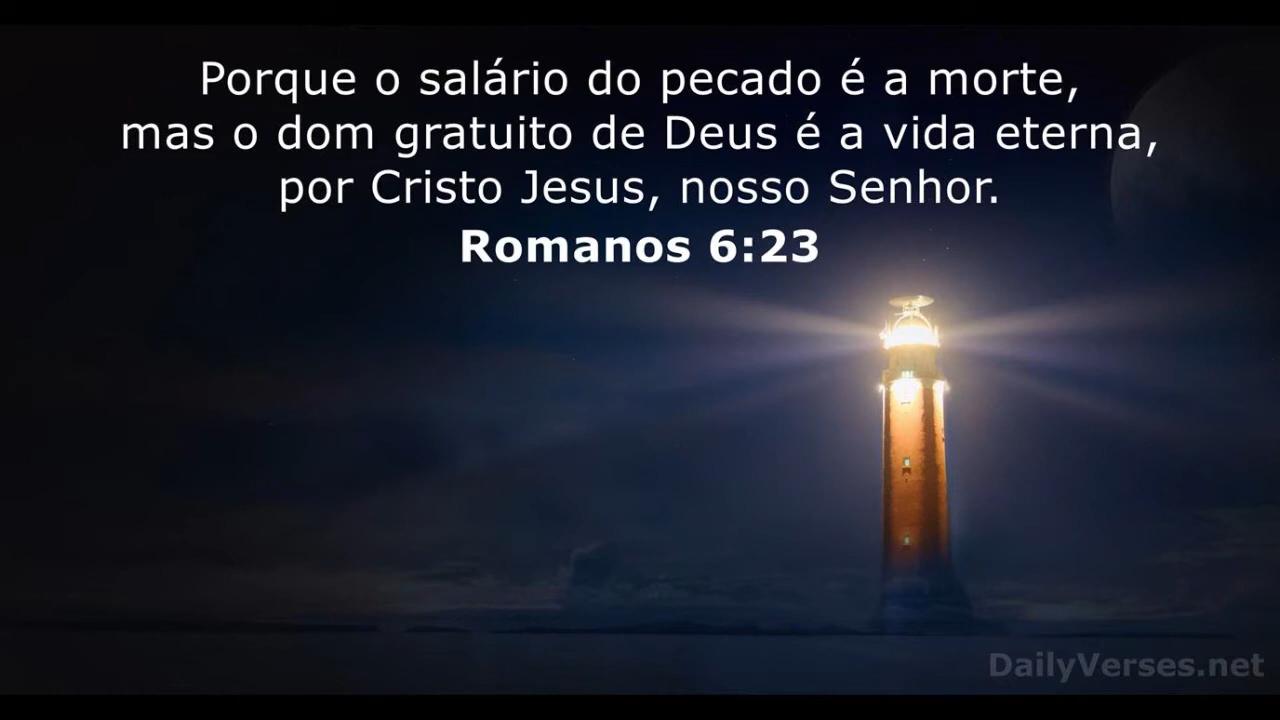 Porque o salário do pecado é a morte,
mas o dom gratuito de Deus é a vida eterna,
por Cristo Jesus, nosso Senhor.
Romanos 6:23
DailyVerses.net